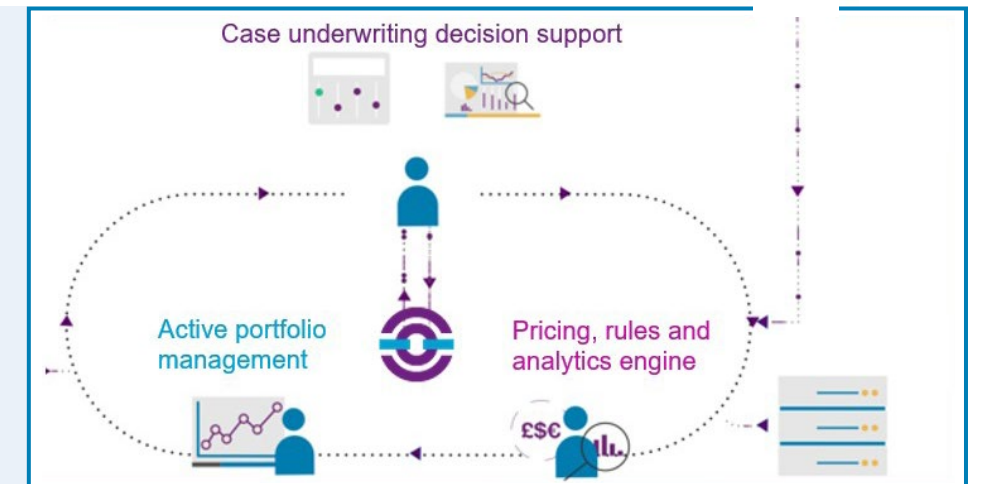 Case underwriting decision support
Active portfolio
management
Pricing, rules and
analytics engine
£$€